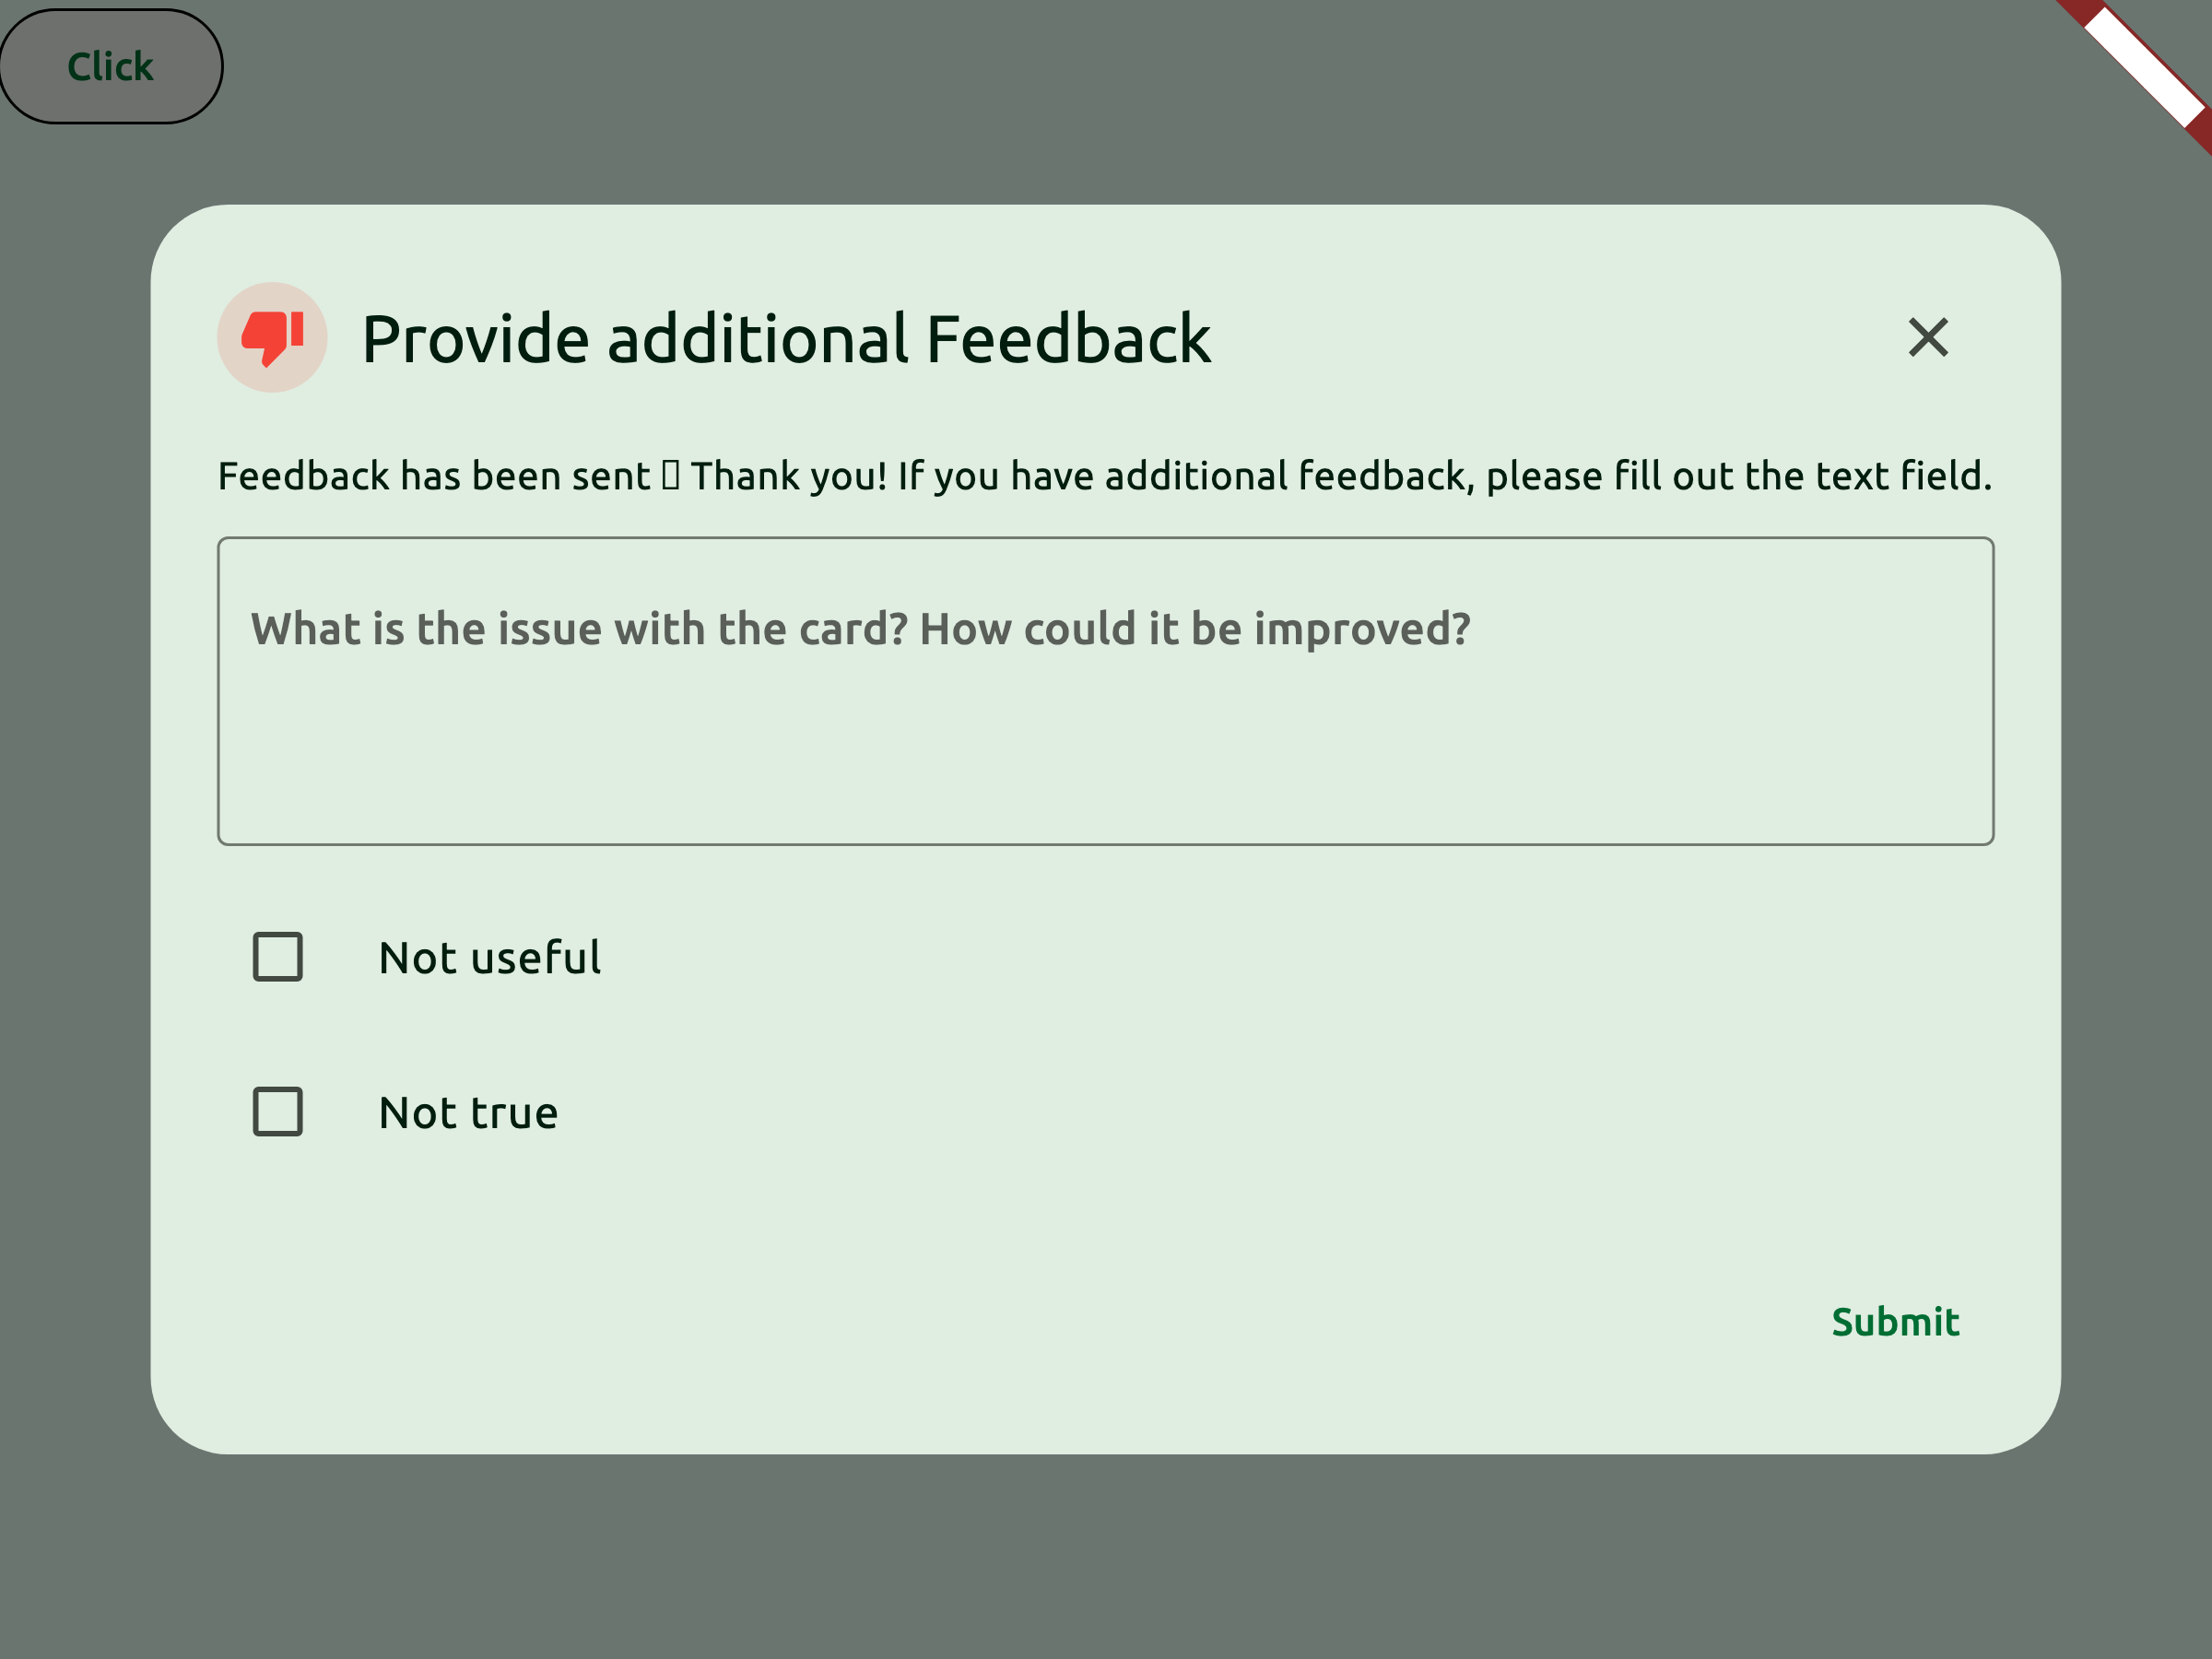 Click
Provide additional Feedback
Feedback has been sent Thank you! If you have additional feedback, please fill out the text field.
What is the issue with the card? How could it be improved?
Not useful
Not true
Submit